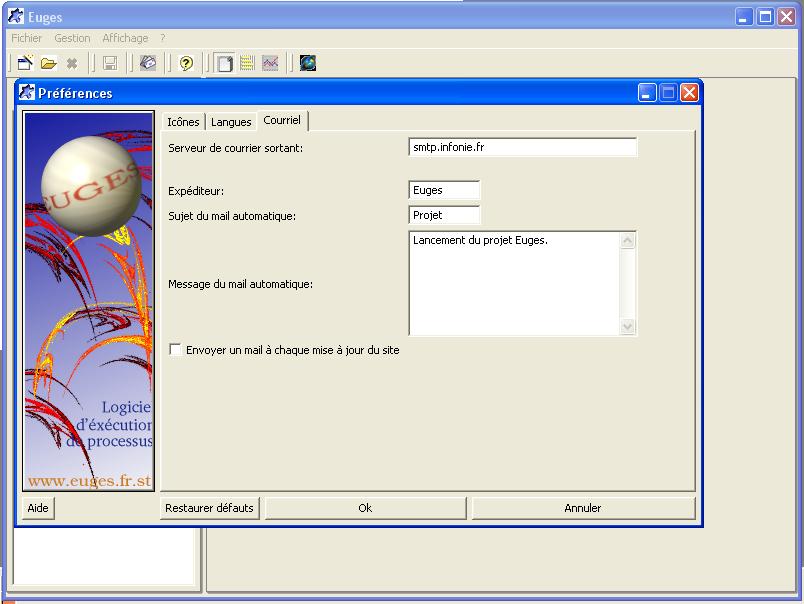 Euges
Fichier Gestion Affichage ?
Préférences
Icônes Langues Courriel
Serveur de courrier sortant: smtp.infonie.fr
Expéditeur: Euges
Sujet du mail automatique: Projet
Lancement du projet Euges.
Message du mail automatique:
Envoyer un mail à chaque mise à jour du site
EUGES
Logicie
d'éxécution
de processus
www.euges.fr.st
Aide Restaurer défauts Ok Annuler